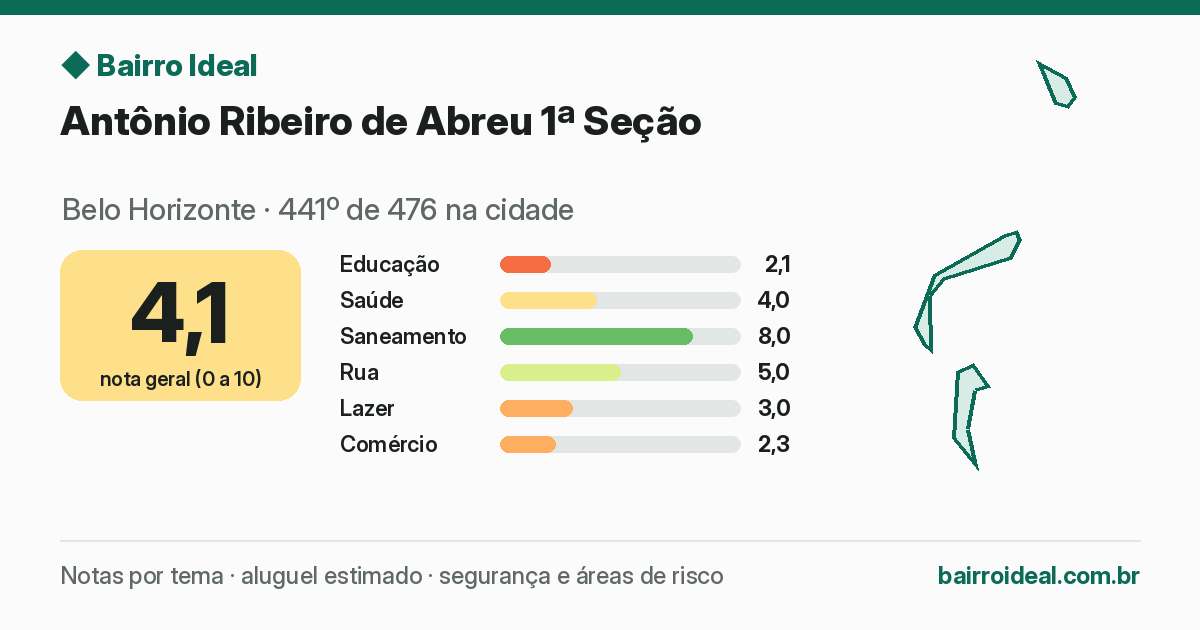 Bairro Ideal
Antônio Ribeiro de Abreu 1ª Seção
Belo Horizonte · 441º de 476 na cidade
4,1
nota geral (0 a 10)
Educação 2,1
Saúde 4,0
Saneamento 8,0
Rua 5,0
Lazer 3,0
Comércio 2,3
Notas por tema · aluguel estimado · segurança e áreas de risco
bairroideal.com.br